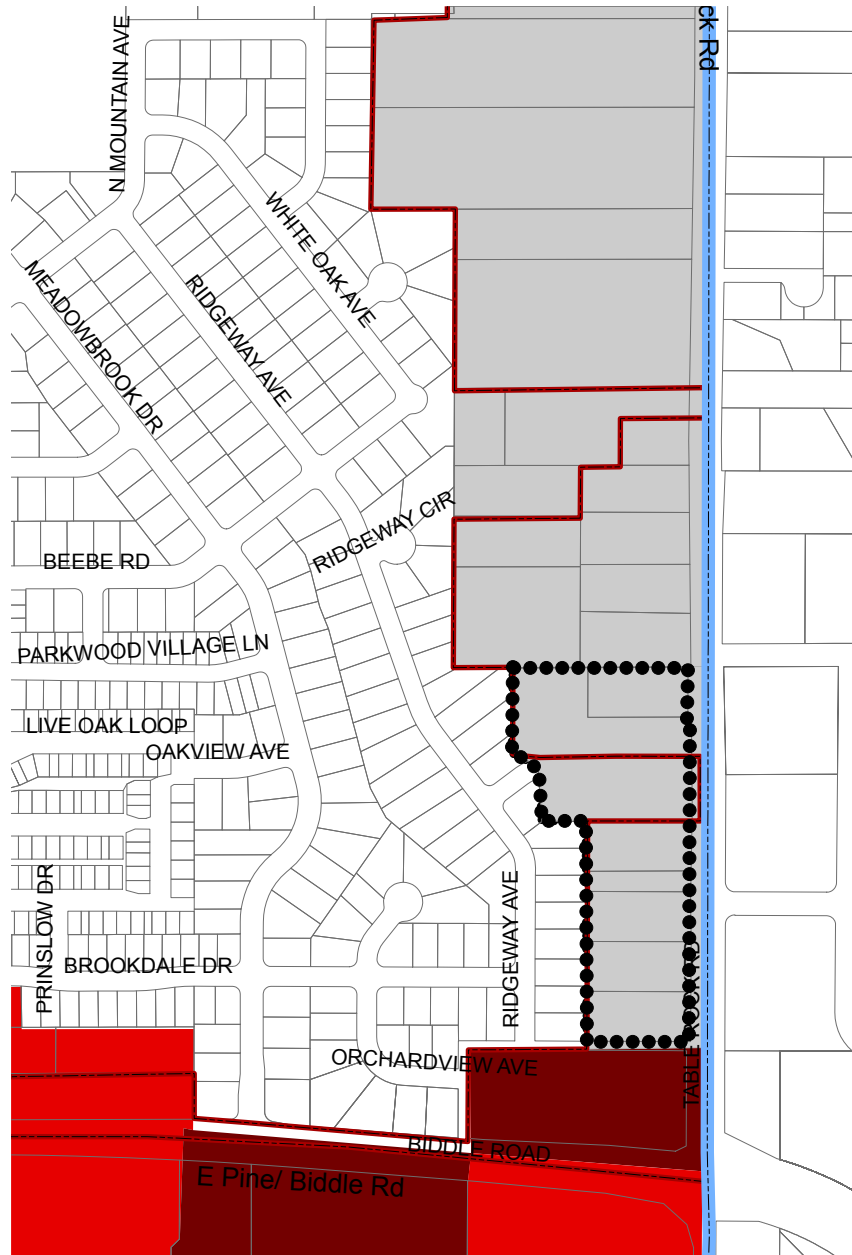 ck Rd
N MOUNTAIN AVE
WHITE OAK AVE
MEADOWBROOK DR
RIDGEWAY AVE
RIDGEWAY CIR
BEEBE RD
PARKWOOD VILLAGE LN
LIVE OAK LOOP
OAKVIEW AVE
PRINSLOW DR
RIDGEWAY AVE
BROOKDALE DR
ORCHARDVIEW AVE
TABLE ROCK RD
BIDDLE ROAD
E Pine/ Biddle Rd